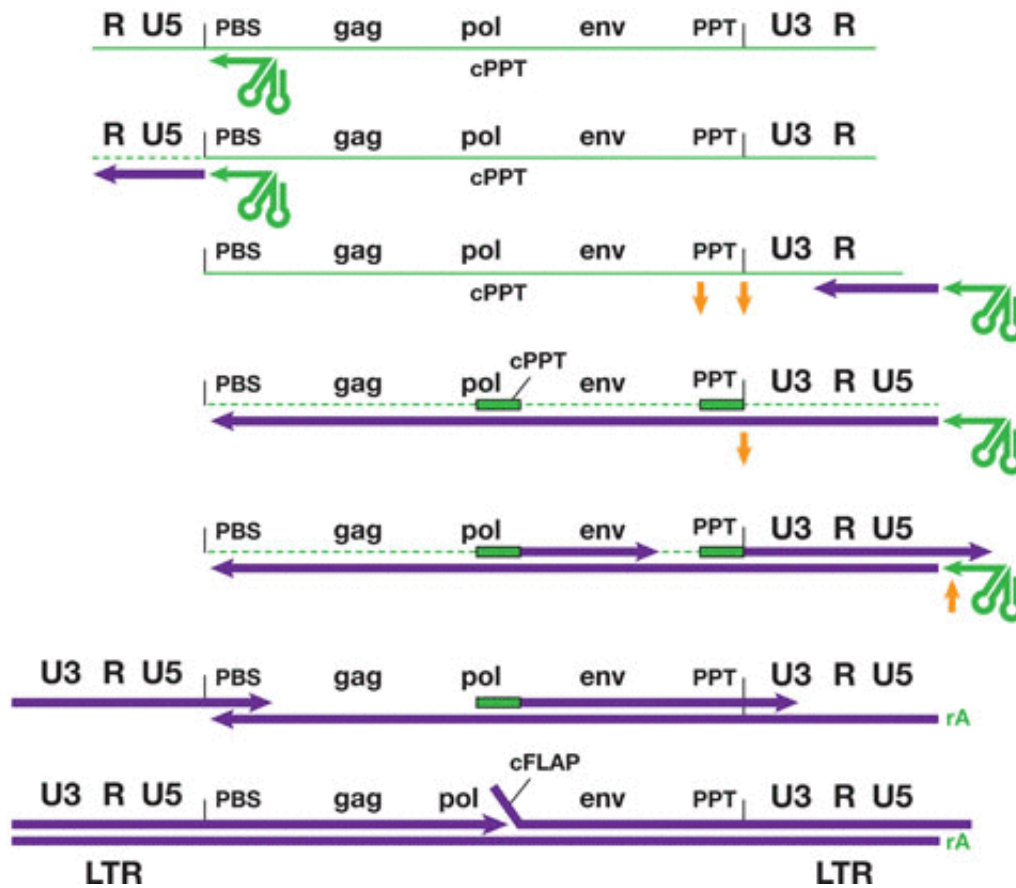 R U5 PBS gag pol env PPT U3 R
cPPT
R U5 PBS gag pol env PPT U3 R
cPPT
PBS gag pol env PPT U3 R
cPPT
cPPT
PBS gag pol env PPT U3 R U5
PBS gag pol env PPT U3 R U5
U3 R U5 PBS gag pol env PPT U3 R U5
rA
cFLAP
U3 R U5 PBS gag pol env PPT U3 R U5
rA
LTR LTR